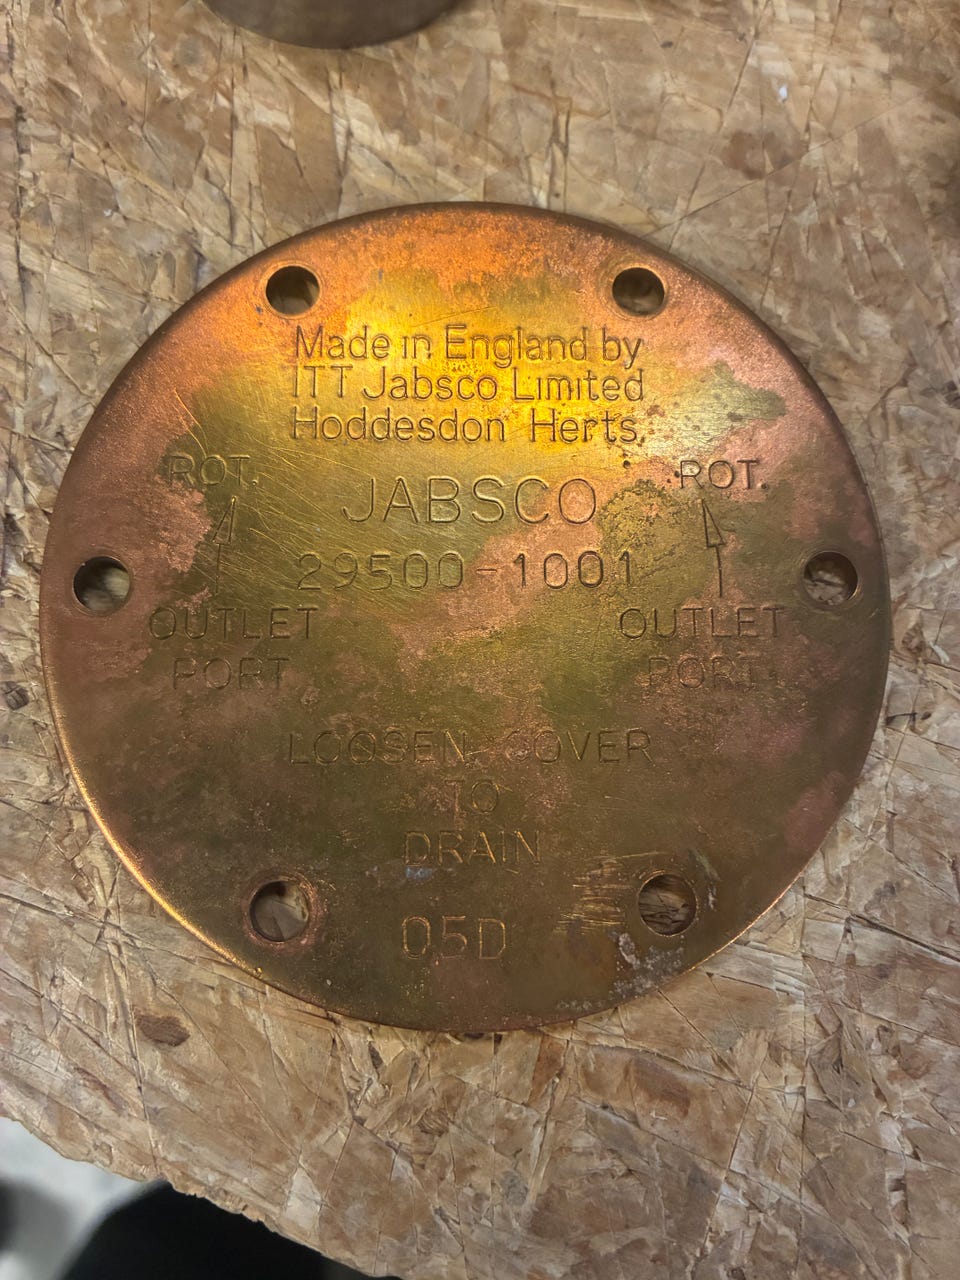 Made in England by
ITT Jabsco Limited
Hoddesdon Herts.
ROT. ROT.
JABSCO
29500-1001
OUTLET OUTLET
PORT PORT
LOOSEN COVER
TO
DRAIN
05D